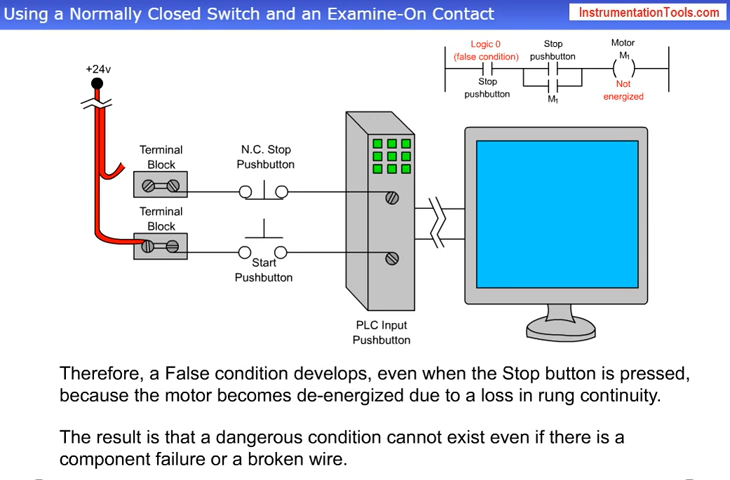 Using a Normally Closed Switch and an Examine-On Contact
InstrumentationTools.com
Logic 0
(false condition)
Stop
pushbutton
Stop
pushbutton
M1
Motor
M1
Not
energized
+24v
Terminal
Block
N.C. Stop
Pushbutton
Terminal
Block
Start
Pushbutton
PLC Input
Pushbutton
Therefore, a False condition develops, even when the Stop button is pressed,
because the motor becomes de-energized due to a loss in rung continuity.
The result is that a dangerous condition cannot exist even if there is a
component failure or a broken wire.